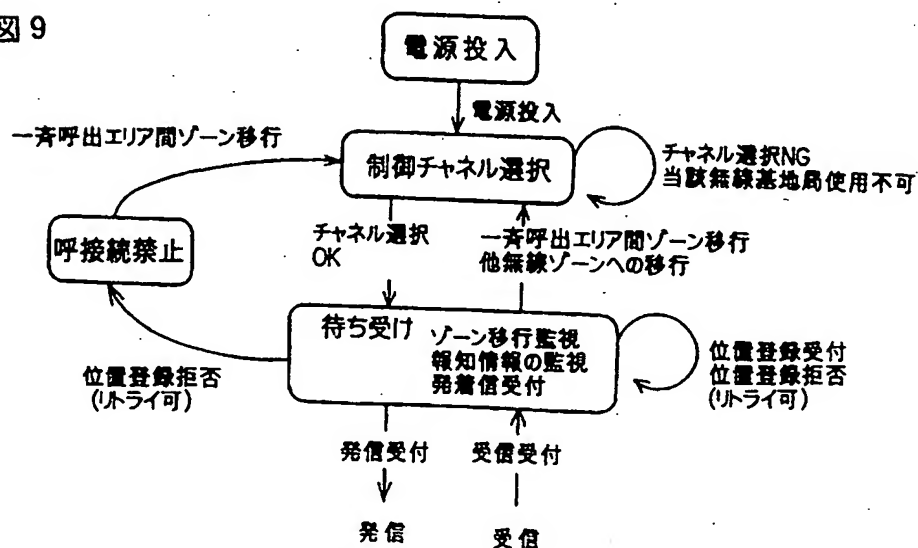 図9
電源投入
電源投入
一斉呼出エリア間ゾーン移行
制御チャネル選択
チャネル選択NG
当該無線基地局使用不可
呼接続禁止
チャネル選択
OK
一斉呼出エリア間ゾーン移行
他無線ゾーンへの移行
待ち受け
ゾーン移行監視
報知情報の監視
発着信受付
位置登録受付
位置登録拒否
(リトライ可)
位置登録拒否
(リトライ可)
発信受付
受信受付
発信
受信